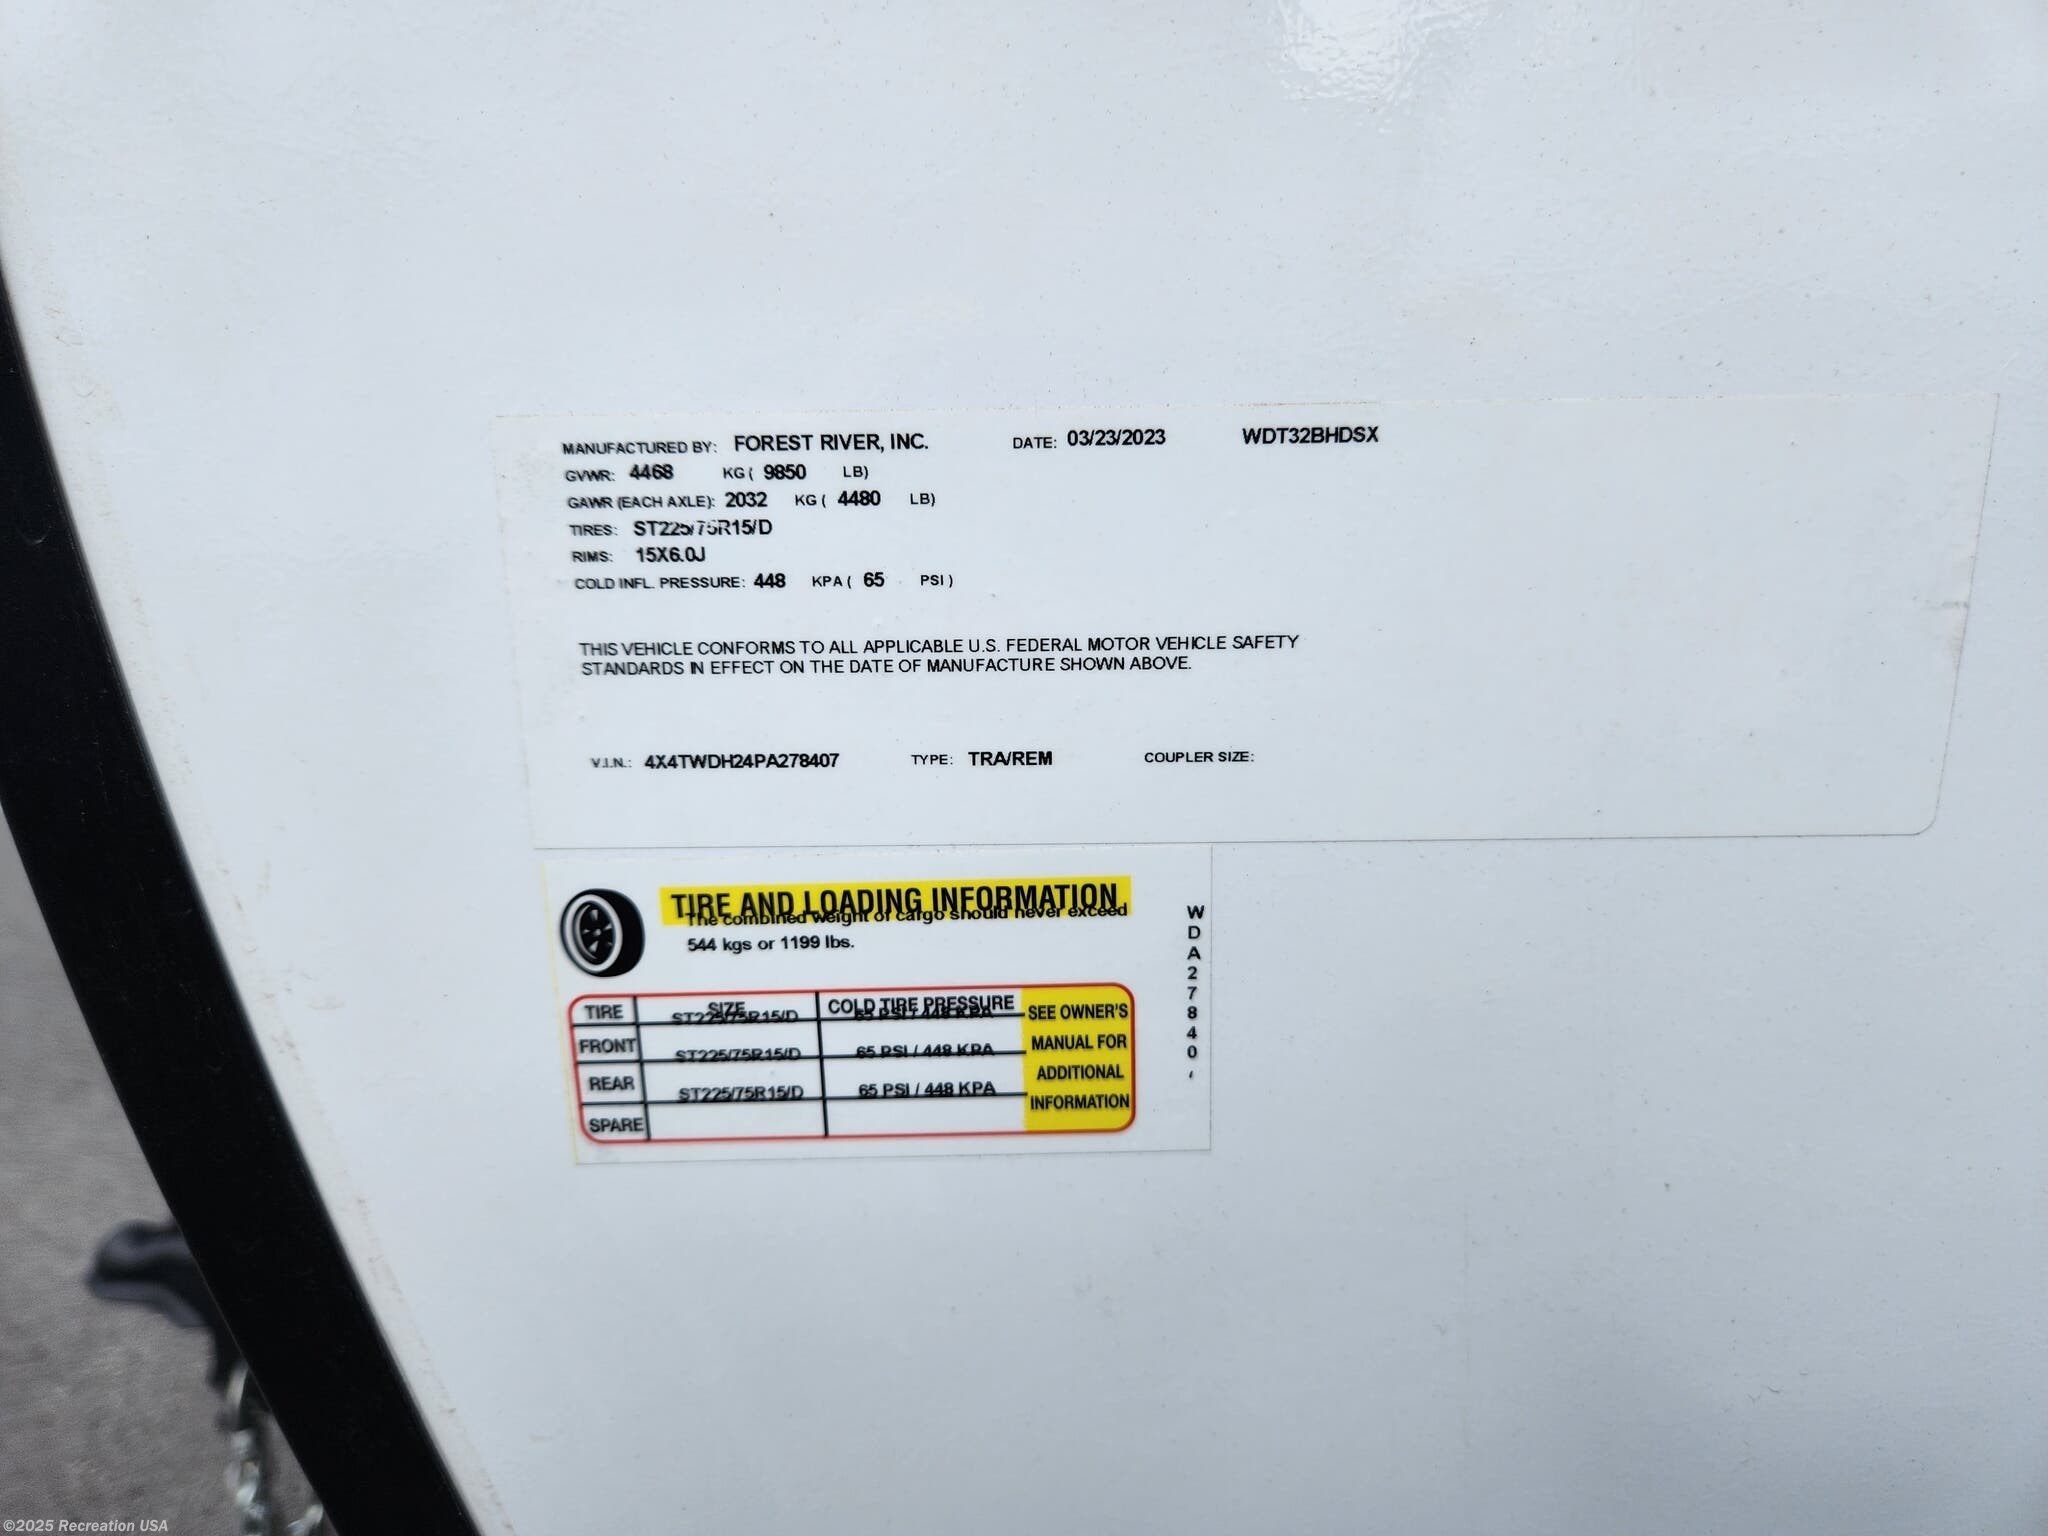 MANUFACTURED BY: FOREST RIVER, INC. DATE: 03/23/2023 WDT32BHDSX
GVWR: 4468 KG ( 9850 LB)
GAWR (EACH AXLE): 2032 KG ( 4480 LB)
TIRES: ST225/75R15/D
RIMS: 15X6.0J
COLD INFL. PRESSURE: 448 KPA ( 65 PSI )
THIS VEHICLE CONFORMS TO ALL APPLICABLE U.S. FEDERAL MOTOR VEHICLE SAFETY
STANDARDS IN EFFECT ON THE DATE OF MANUFACTURE SHOWN ABOVE.
V.I.N.: 4X4TWDH24PA278407 TYPE: TRA/REM COUPLER SIZE:
TIRE AND LOADING INFORMATION
The combined weight of cargo should never exceed
544 kgs or 1199 lbs.
TIRE SIZE COLD TIRE PRESSURE
ST225/75R15/D 65 PSI / 448 KPA
FRONT
ST225/75R15/D 65 PSI / 448 KPA
REAR
ST225/75R15/D 65 PSI / 448 KPA
SPARE
SEE OWNER'S
MANUAL FOR
ADDITIONAL
INFORMATION
WDA27840
©2025 Recreation USA